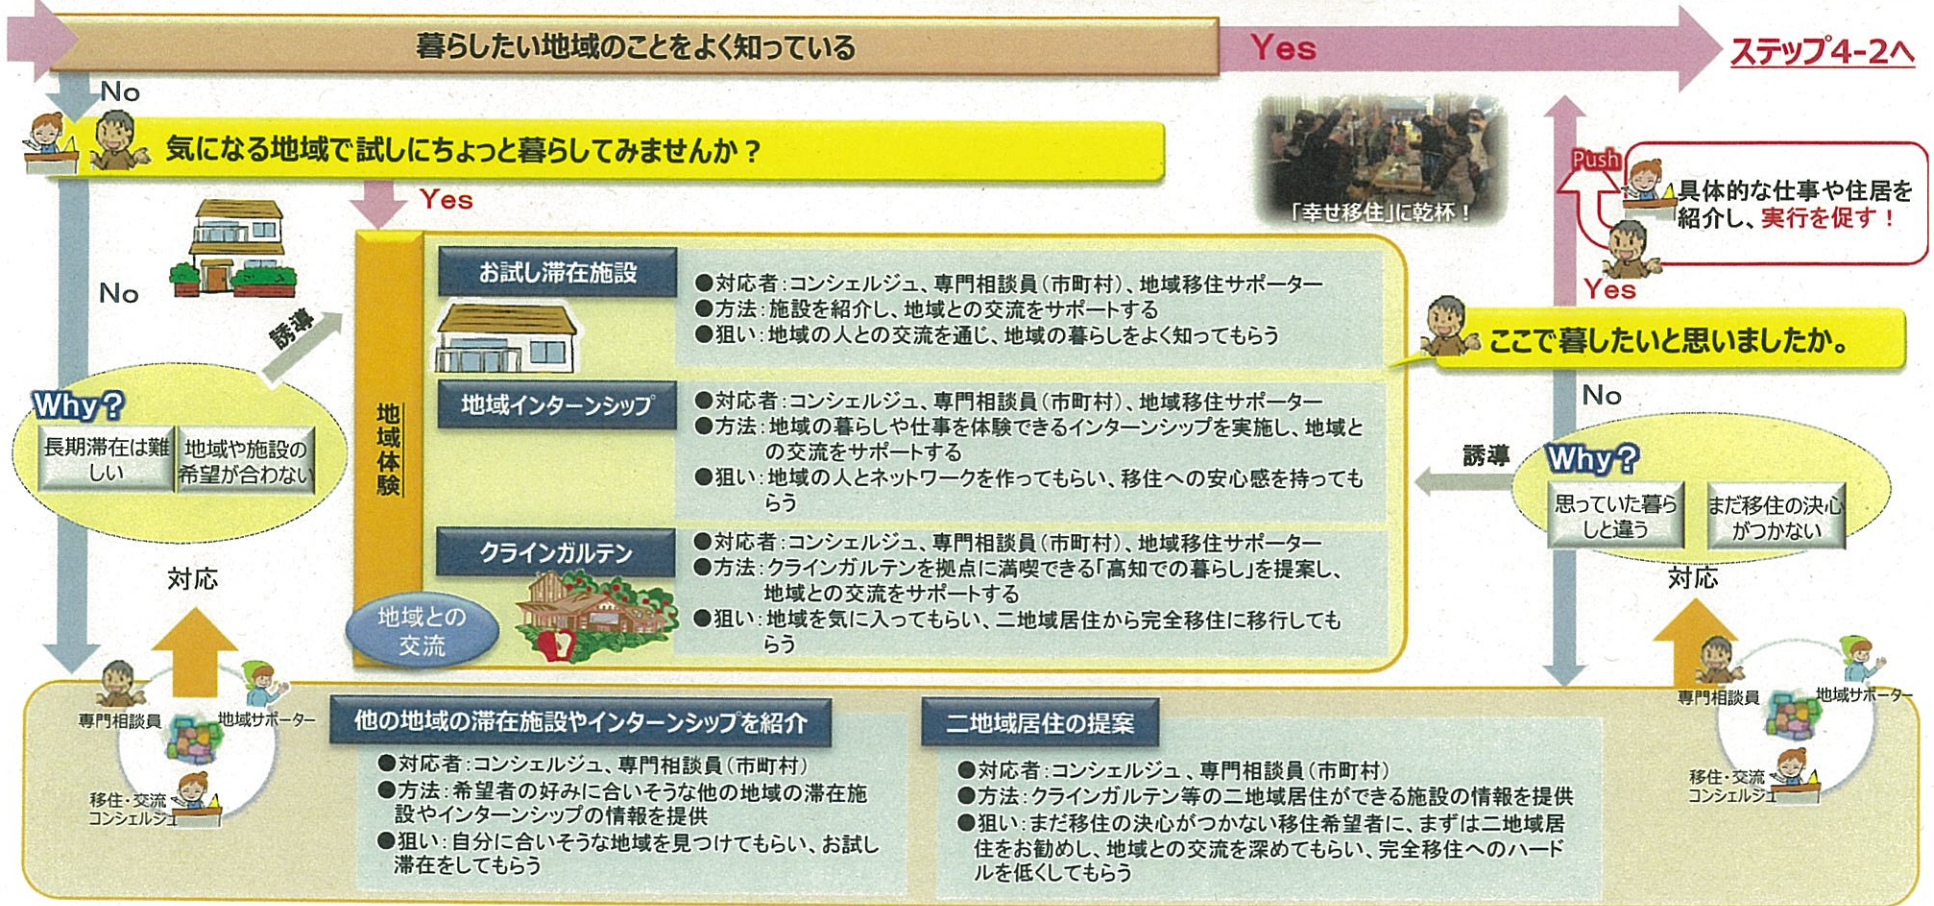 暮らしたい地域のことをよく知っている
Yes
ステップ4-2へ
No
気になる地域で試しにちょっと暮らしてみませんか？
Yes
「幸せ移住」に乾杯！
Push
具体的な仕事や住居を
紹介し、実行を促す！
No
誘導
Why?
長期滞在は難
しい
地域や施設の
希望が合わない
対応
地域体験
お試し滞在施設
●対応者：コンシェルジュ、専門相談員（市町村）、地域移住サポーター
●方法：施設を紹介し、地域との交流をサポートする
●狙い：地域の人との交流を通じ、地域の暮らしをよく知ってもらう
地域インターンシップ
●対応者：コンシェルジュ、専門相談員（市町村）、地域移住サポーター
●方法：地域の暮らしや仕事を体験できるインターンシップを実施し、地域と
の交流をサポートする
●狙い：地域の人とネットワークを作ってもらい、移住への安心感を持っても
らう
クラインガルテン
●対応者：コンシェルジュ、専門相談員（市町村）、地域移住サポーター
●方法：クラインガルテンを拠点に満喫できる「高知での暮らし」を提案し、
地域との交流をサポートする
●狙い：地域を気に入ってもらい、二地域居住から完全移住に移行しても
らう
地域との
交流
Yes
ここで暮したいと思いましたか。
No
誘導
Why?
思っていた暮ら
しと違う
まだ移住の決心
がつかない
対応
専門相談員
地域サポーター
移住・交流
コンシェルジュ
他の地域の滞在施設やインターンシップを紹介
●対応者：コンシェルジュ、専門相談員（市町村）
●方法：希望者の好みに合いそうな他の地域の滞在施
設やインターンシップの情報を提供
●狙い：自分に合いそうな地域を見つけてもらい、お試し
滞在をしてもらう
二地域居住の提案
●対応者：コンシェルジュ、専門相談員（市町村）
●方法：クラインガルテン等の二地域居住ができる施設の情報を提供
●狙い：まだ移住の決心がつかない移住希望者に、まずは二地域居
住をお勧めし、地域との交流を深めてもらい、完全移住へのハード
ルを低くしてもらう
専門相談員
地域サポーター
移住・交流
コンシェルジュ